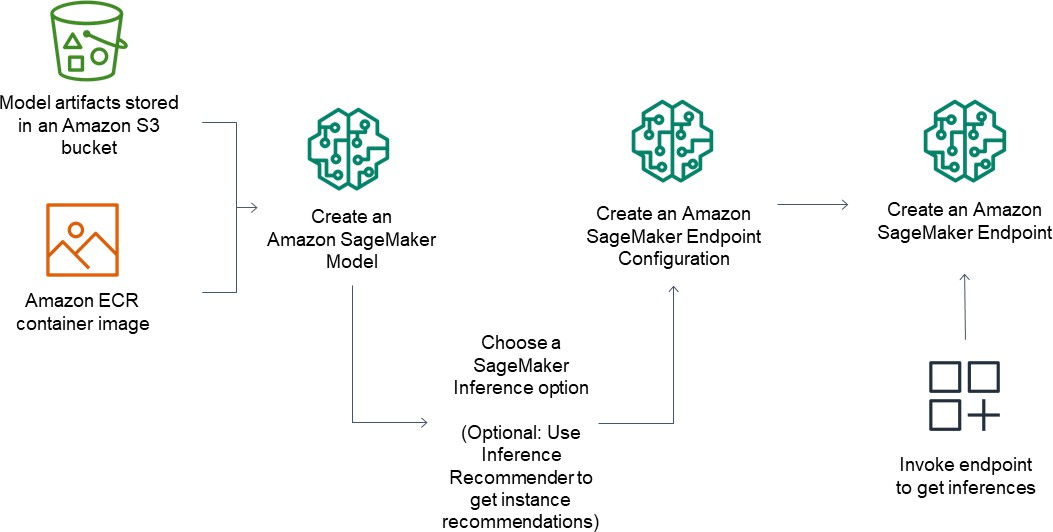 Model artifacts stored
in an Amazon S3
bucket
Amazon ECR
container image
Create an
Amazon SageMaker
Model
Choose a
SageMaker
Inference option
(Optional: Use
Inference
Recommender to
get instance
recommendations)
Create an Amazon
SageMaker Endpoint
Configuration
Create an Amazon
SageMaker Endpoint
Invoke endpoint
to get inferences